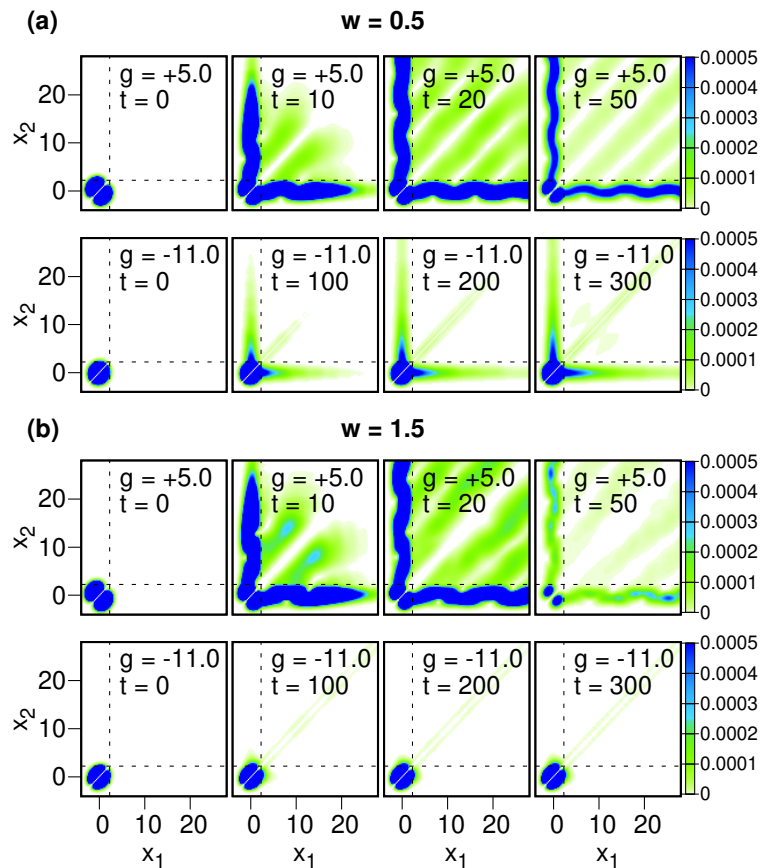 (a) w = 0.5
g = +5.0 g = +5.0 g = +5.0 g = +5.0
t = 0 t = 10 t = 20 t = 50
x2
20
10
0
0.0005
0.0004
0.0003
0.0002
0.0001
0
g = -11.0 g = -11.0 g = -11.0 g = -11.0
t = 0 t = 100 t = 200 t = 300
x2
20
10
0
0.0005
0.0004
0.0003
0.0002
0.0001
0
(b) w = 1.5
g = +5.0 g = +5.0 g = +5.0 g = +5.0
t = 0 t = 10 t = 20 t = 50
x2
20
10
0
0.0005
0.0004
0.0003
0.0002
0.0001
0
g = -11.0 g = -11.0 g = -11.0 g = -11.0
t = 0 t = 100 t = 200 t = 300
x2
20
10
0
0.0005
0.0004
0.0003
0.0002
0.0001
0
0 10 20 0 10 20 0 10 20 0 10 20
x1 x1 x1 x1